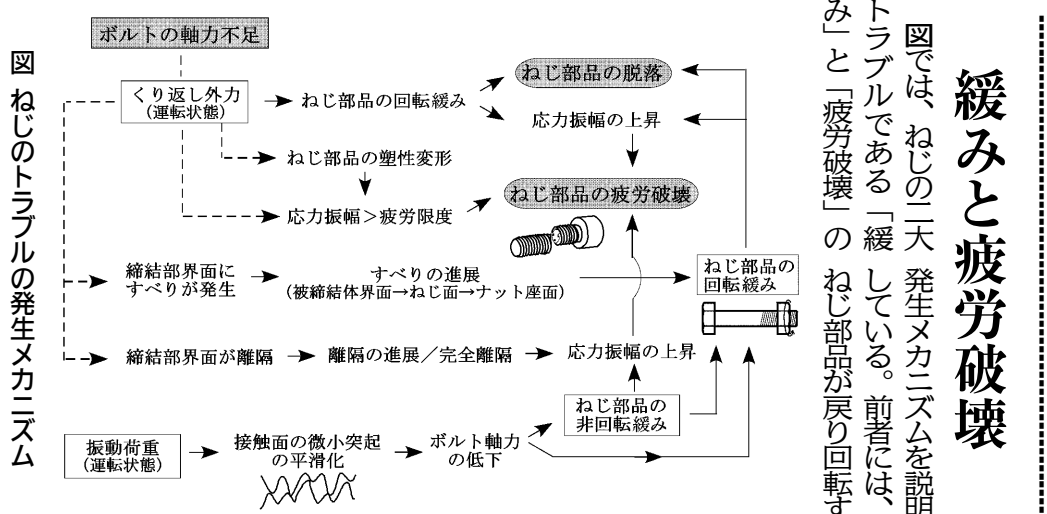 緩みと疲労破壊
図では、ねじの二大
トラブルである「緩
み」と「疲労破壊」の
発生メカニズムを説明
している。前者には、
ねじ部品が戻り回転す
ボルトの軸力不足
くり返し外力
(運転状態)
ねじ部品の回転緩み
ねじ部品の脱落
応力振幅の上昇
ねじ部品の塑性変形
応力振幅>疲労限度
ねじ部品の疲労破壊
締結部界面に
すべりが発生
すべりの進展
(被締結体界面→ねじ面→ナット座面)
ねじ部品の
回転緩み
締結部界面が離隔
離隔の進展/完全離隔
応力振幅の上昇
ねじ部品の
非回転緩み
振動荷重
(運転状態)
接触面の微小突起
の平滑化
ボルト軸力
の低下
図 ねじのトラブルの発生メカニズム